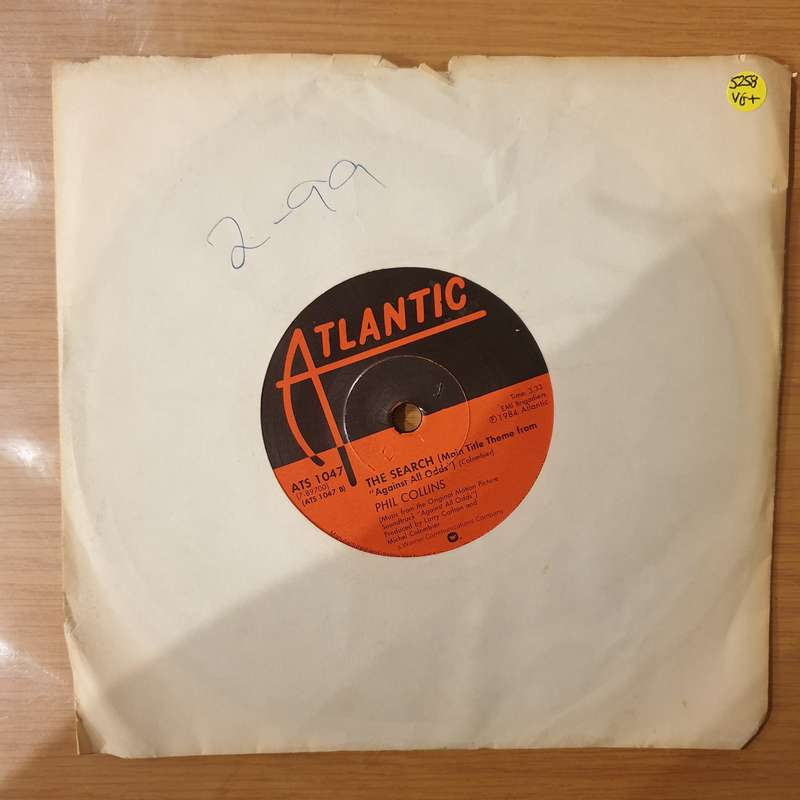 5258
VG+
2-99
ATLANTIC
Time: 3.33
EMI Brigadiers
℗ 1984 Atlantic
ATS 1047
(7-89700)
(ATS 1047 B)
THE SEARCH (Main Title Theme from
"Against All Odds") (Colombier)
PHIL COLLINS
(Music from the Original Motion Picture
Soundtrack "Against All Odds")
Produced by Larry Carlton and
Michel Colombier
a Warner Communications Company